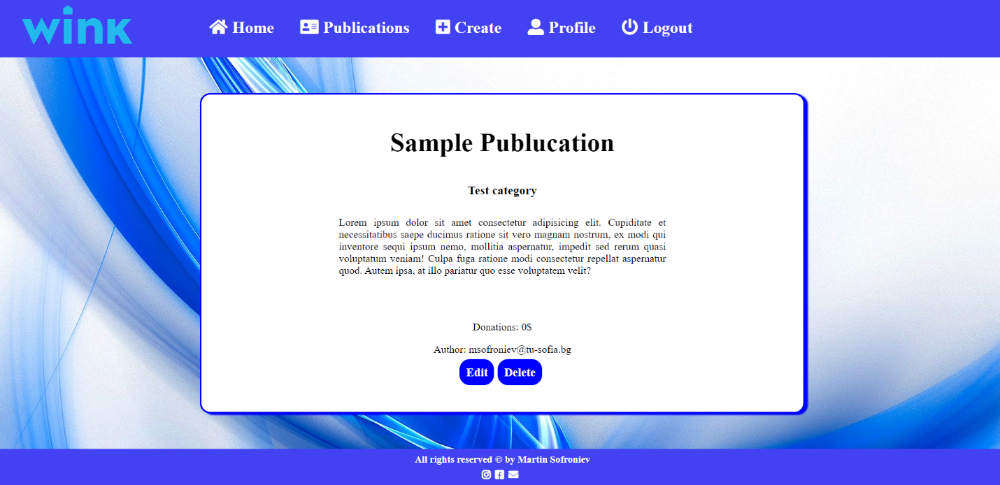 wink
Home Publications Create Profile Logout
Sample Publucation
Test category
Lorem ipsum dolor sit amet consectetur adipisicing elit. Cupiditate et
necessitatibus saepe ducimus ratione sit vero magnam nostrum, ex modi qui
inventore sequi ipsum nemo, mollitia aspernatur, impedit sed rerum quasi
voluptatum veniam! Culpa fuga ratione modi consectetur repellat aspernatur
quod. Autem ipsa, at illo pariatur quo esse voluptatem velit?
Donations: 0$
Author: msofroniev@tu-sofia.bg
Edit Delete
All rights reserved © by Martin Sofroniev